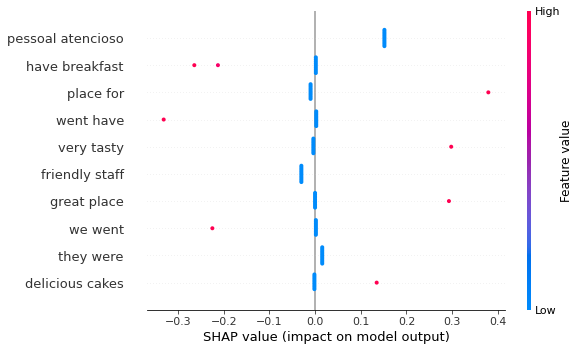 High
pessoal atencioso
have breakfast
place for
went have
very tasty
friendly staff
great place
we went
they were
delicious cakes
Feature value
Low
−0.3 −0.2 −0.1 0.0 0.1 0.2 0.3 0.4
SHAP value (impact on model output)